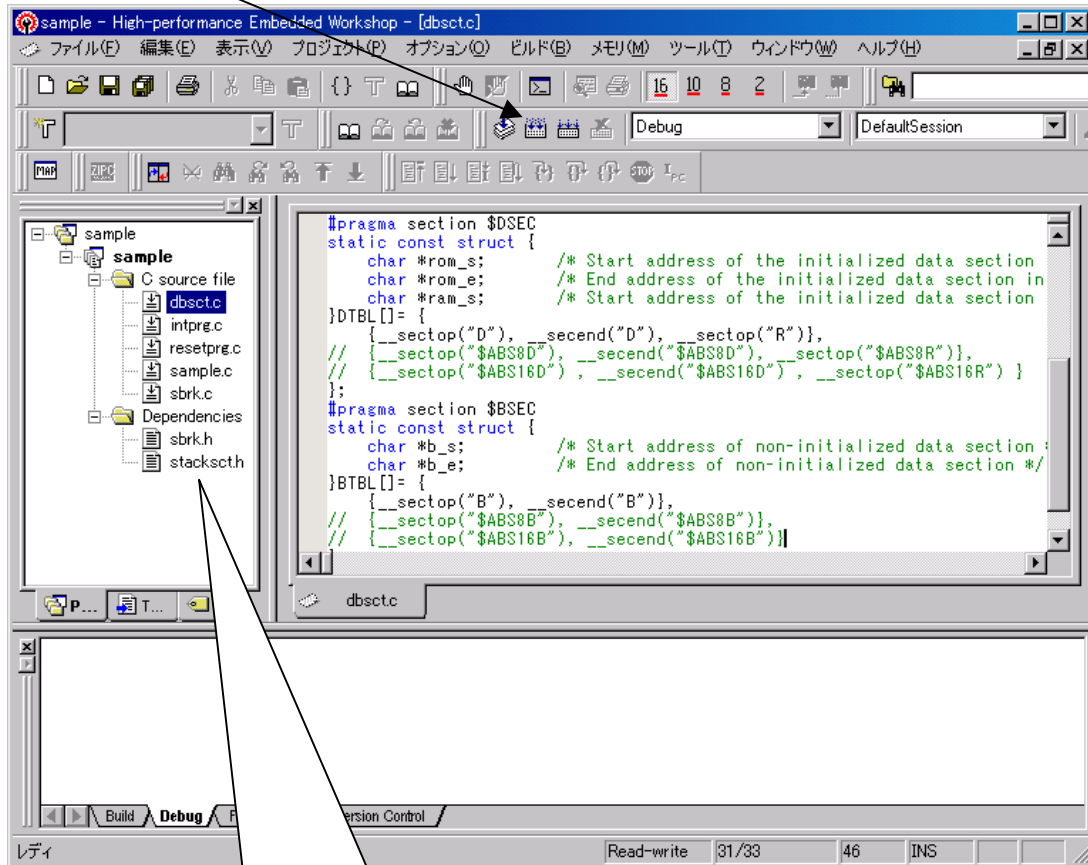 sample - High-performance Embedded Workshop - [dbsct.c]
ファイル(F) 編集(E) 表示(V) プロジェクト(P) オプション(O) ビルド(B) メモリ(M) ツール(T) ウィンドウ(W) ヘルプ(H)
16 10 8 2
Debug DefaultSession
MAP ZIPC STOP PC
sample
sample
C source file
dbsct.c
intprg.c
resetprg.c
sample.c
sbrk.c
Dependencies
sbrk.h
stacksct.h
P... T...
#pragma section $DSEC
static const struct {
char *rom_s; /* Start address of the initialized data section
char *rom_e; /* End address of the initialized data section in
char *ram_s; /* Start address of the initialized data section
}DTBL[]= {
{__sectop("D"), __secend("D"), __sectop("R")},
// {__sectop("$ABS8D"), __secend("$ABS8D"), __sectop("$ABS8R")},
// {__sectop("$ABS16D") , __secend("$ABS16D") , __sectop("$ABS16R") }
};
#pragma section $BSEC
static const struct {
char *b_s; /* Start address of non-initialized data section
char *b_e; /* End address of non-initialized data section */
}BTBL[]= {
{__sectop("B"), __secend("B")},
// {__sectop("$ABS8B"), __secend("$ABS8B")},
// {__sectop("$ABS16B"), __secend("$ABS16B")}
dbsct.c
Build Debug F ersion Control
レディ Read-write 31/33 46 INS